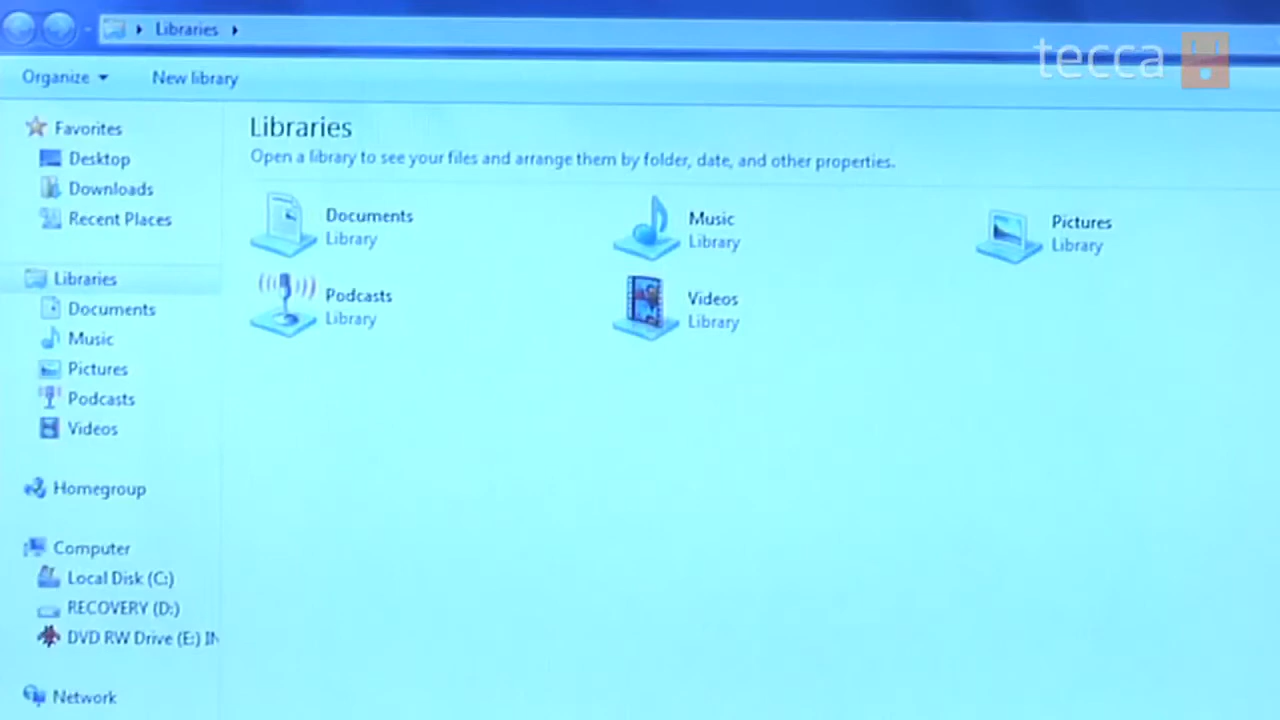 Libraries
tecca
Organize
New library
Favorites
Desktop
Downloads
Recent Places
Libraries
Documents
Music
Pictures
Podcasts
Videos
Homegroup
Computer
Local Disk (C:)
RECOVERY (D:)
DVD RW Drive (E:) IN
Network
Libraries
Open a library to see your files and arrange them by folder, date, and other properties.
Documents
Library
Music
Library
Pictures
Library
Podcasts
Library
Videos
Library